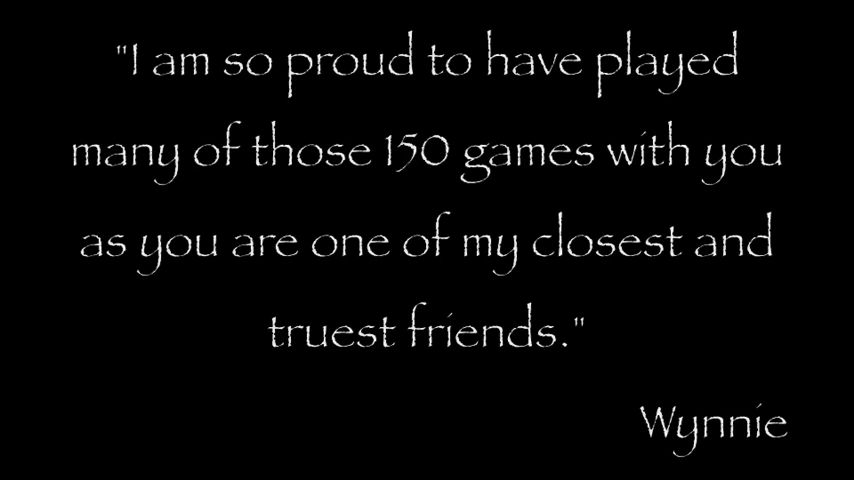 "I am so proud to have played
many of those 150 games with you
as you are one of my closest and
truest friends."
Wynnie